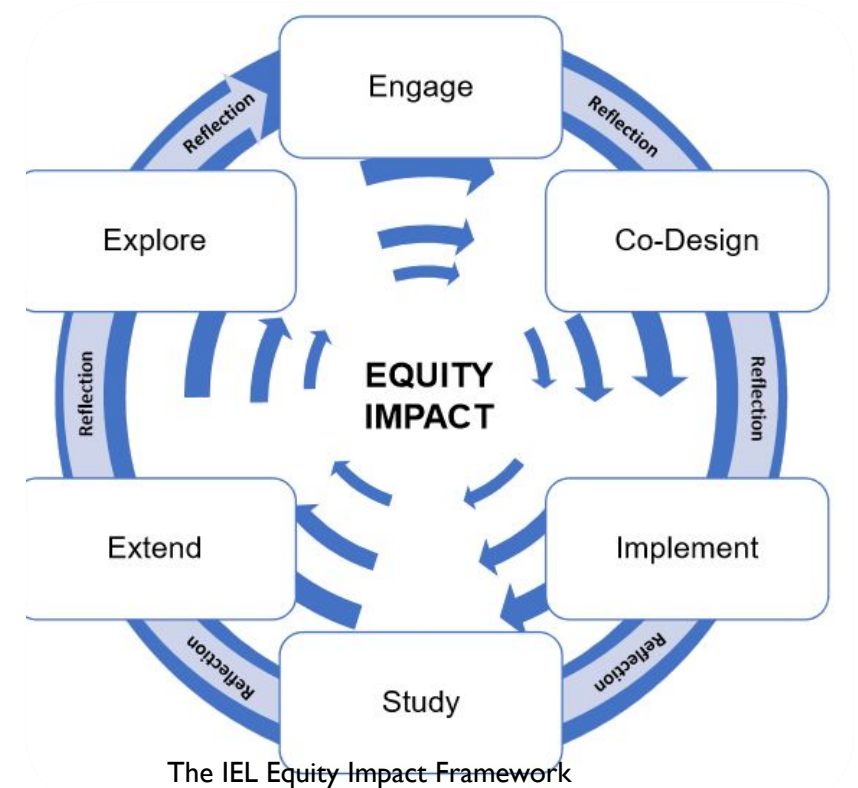 Engage
Reflection
Reflection
Explore
Co-Design
Reflection
EQUITY
IMPACT
Reflection
Extend
Implement
Reflection
Reflection
Study
The IEL Equity Impact Framework